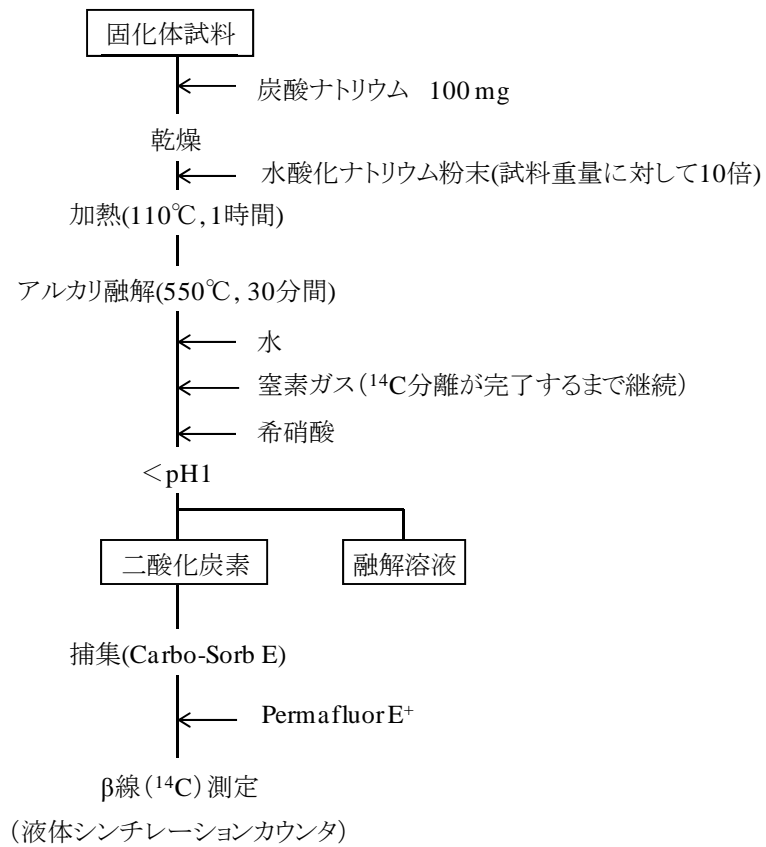 固化体試料
炭酸ナトリウム 100 mg
乾燥
水酸化ナトリウム粉末(試料重量に対して10倍)
加熱(110℃, 1時間)
アルカリ融解(550℃, 30分間)
水
窒素ガス（¹⁴C分離が完了するまで継続）
希硝酸
＜pH1
二酸化炭素 融解溶液
捕集(Carbo-Sorb E)
Permafluor E⁺
β線（¹⁴C）測定
（液体シンチレーションカウンタ）